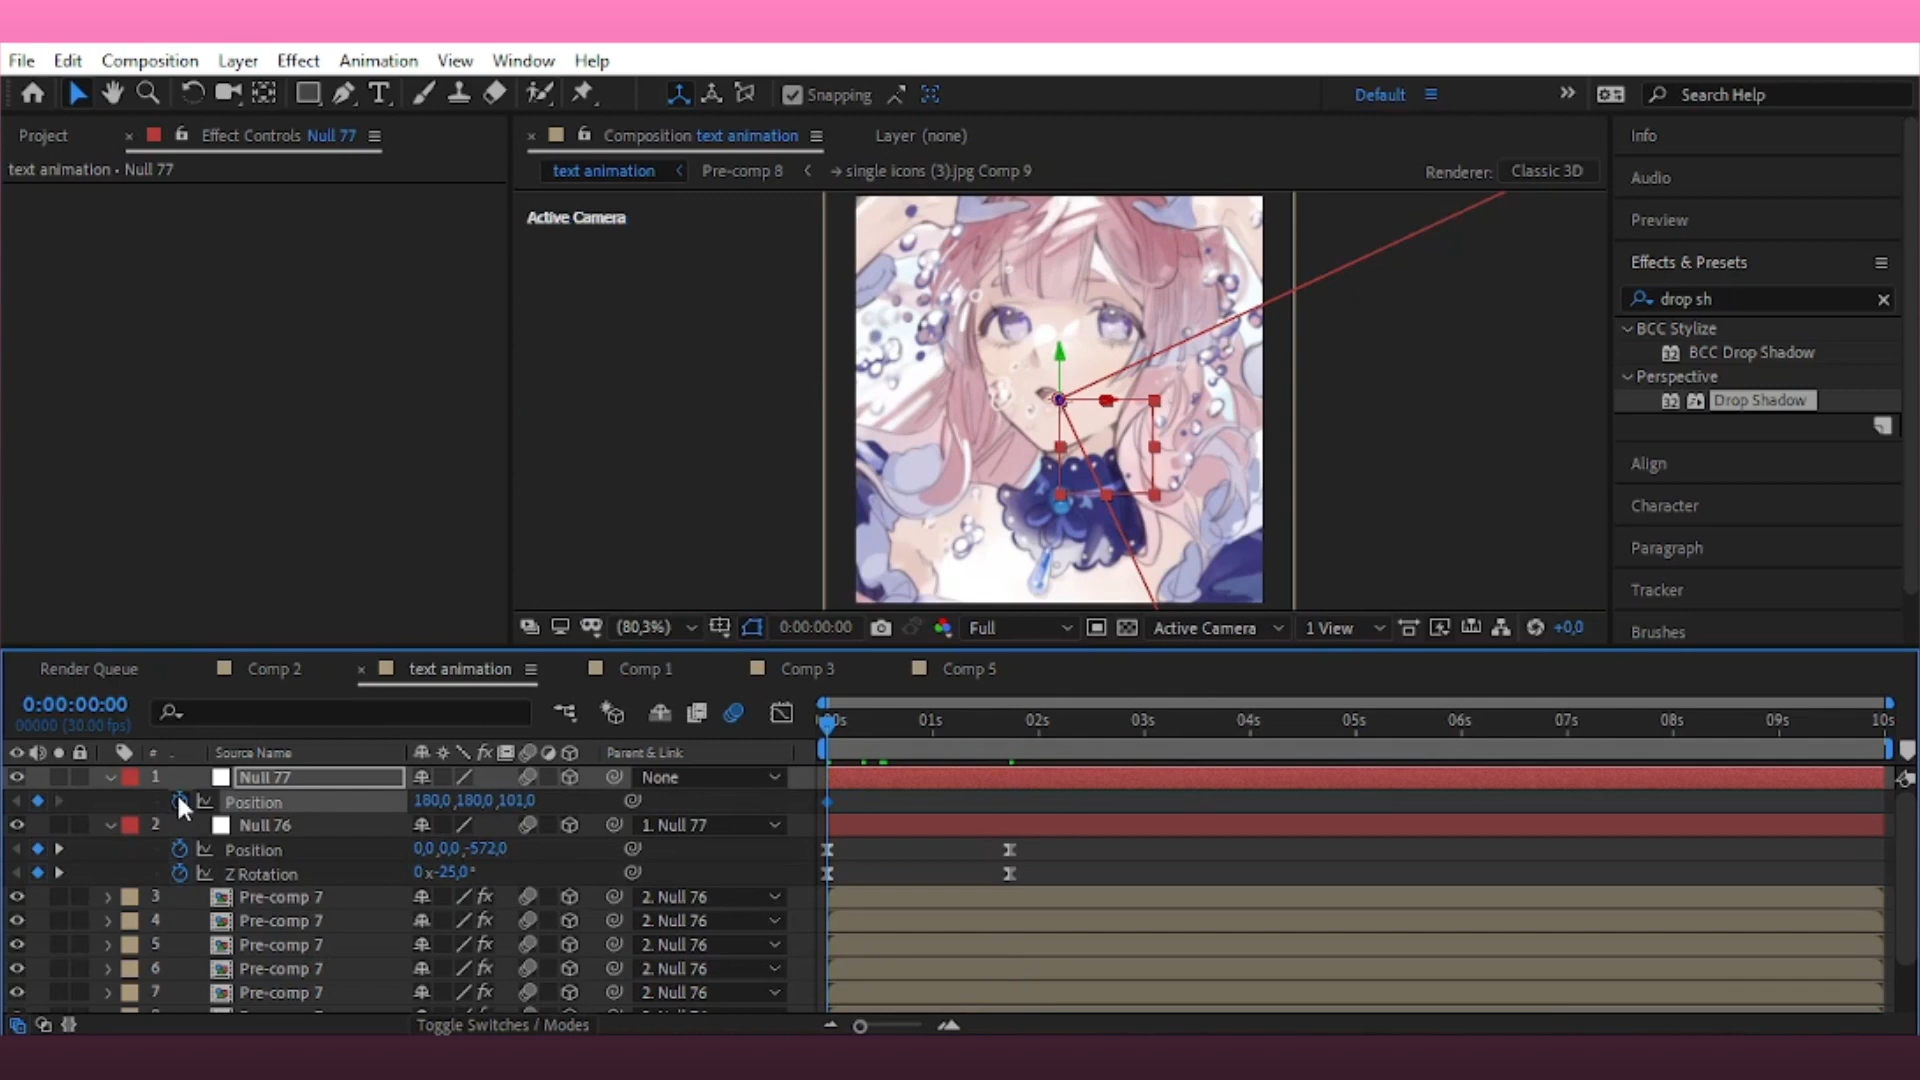 File Edit Composition Layer Effect Animation View Window Help
Snapping Default Search Help
Project Effect Controls Null 77 Composition text animation Layer (none) Info
text animation • Null 77
text animation Pre-comp 8 single icons (3).jpg Comp 9 Renderer: Classic 3D
Audio
Active Camera
Preview
Effects & Presets
drop sh
BCC Stylize
32 BCC Drop Shadow
Perspective
32 Drop Shadow
Align
Character
Paragraph
Tracker
Brushes
(80,3%) 0:00:00:00 Full Active Camera 1 View +0,0
Render Queue Comp 2 text animation Comp 1 Comp 3 Comp 5
0:00:00:00
00000 (30.00 fps)
01s 02s 03s 04s 05s 06s 07s 08s 09s 10s
# Source Name fx Parent & Link
1 Null 77 None
Position 180,0,180,0,101,0
2 Null 76 1. Null 77
Position 0,0,0,0,-572,0
Z Rotation 0x-25,0°
3 Pre-comp 7 fx 2. Null 76
4 Pre-comp 7 fx 2. Null 76
5 Pre-comp 7 fx 2. Null 76
6 Pre-comp 7 fx 2. Null 76
7 Pre-comp 7 fx 2. Null 76
Toggle Switches / Modes